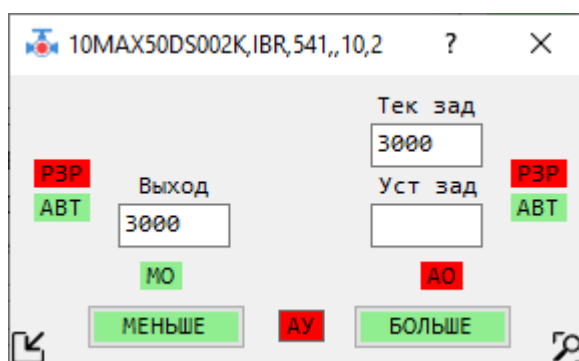 10MAX50DS002K,IBR,541,,10,2 ?
Тек зад
3000
РЗР Выход Уст зад РЗР
АВТ АВТ
3000
МО АО
МЕНЬШЕ АУ БОЛЬШЕ